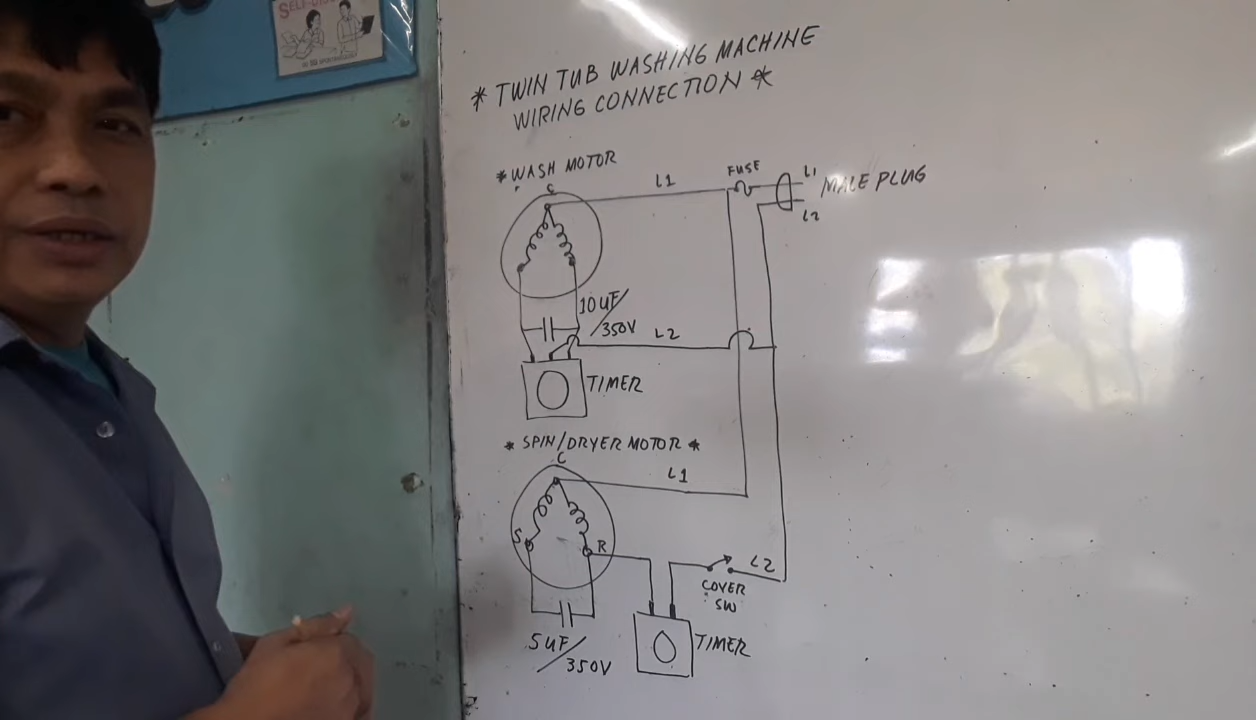 * TWIN TUB WASHING MACHINE
WIRING CONNECTION *
* WASH MOTOR
C
L1
FUSE
L1
MALE PLUG
L2
10UF/
350V
L2
TIMER
* SPIN/DRYER MOTOR *
C
L1
S
R
L2
COVER
SW
5UF/
350V
TIMER